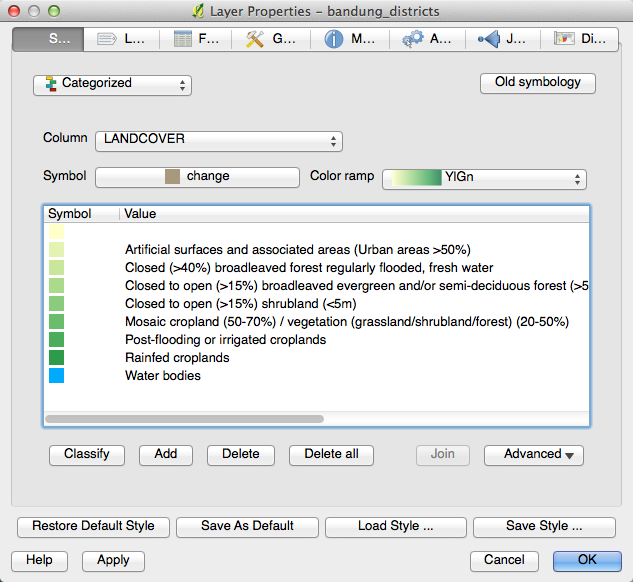 Layer Properties – bandung_districts
S... L... F... G... M... A... J... Di...
Categorized Old symbology
Column LANDCOVER
Symbol change Color ramp YlGn
Symbol Value
Artificial surfaces and associated areas (Urban areas >50%)
Closed (>40%) broadleaved forest regularly flooded, fresh water
Closed to open (>15%) broadleaved evergreen and/or semi-deciduous forest (>5
Closed to open (>15%) shrubland (<5m)
Mosaic cropland (50-70%) / vegetation (grassland/shrubland/forest) (20-50%)
Post-flooding or irrigated croplands
Rainfed croplands
Water bodies
Classify Add Delete Delete all Join Advanced
Restore Default Style Save As Default Load Style ... Save Style ...
Help Apply Cancel OK